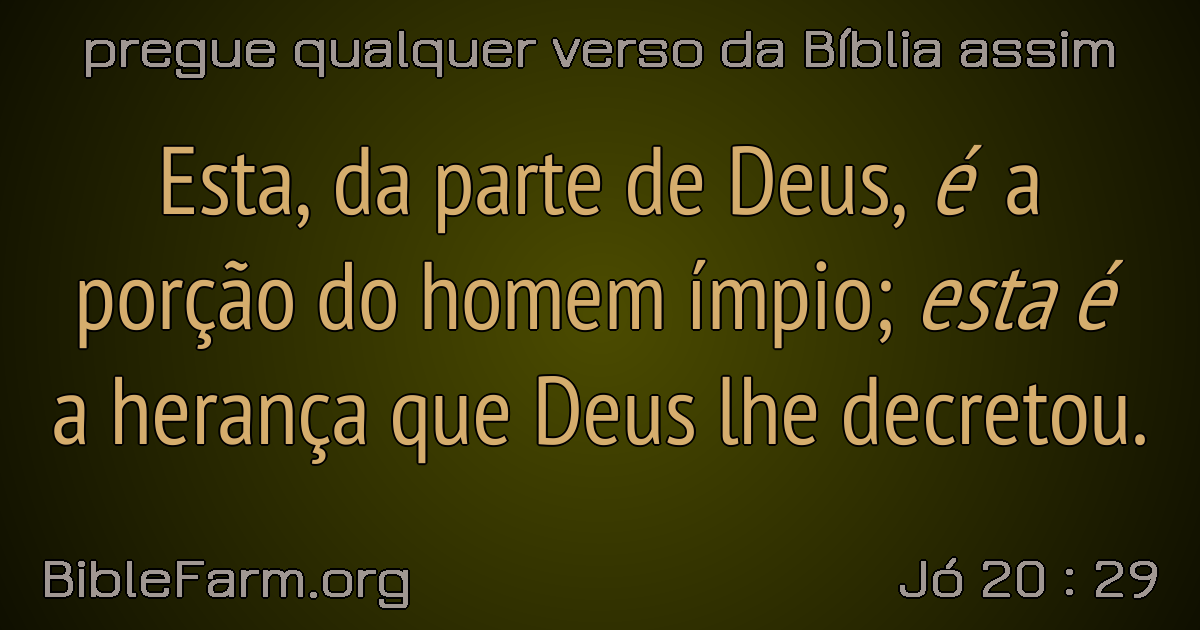 pregue qualquer verso da Bíblia assim
Esta, da parte de Deus, é a
porção do homem ímpio; esta é
a herança que Deus lhe decretou.
BibleFarm.org
Jó 20 : 29